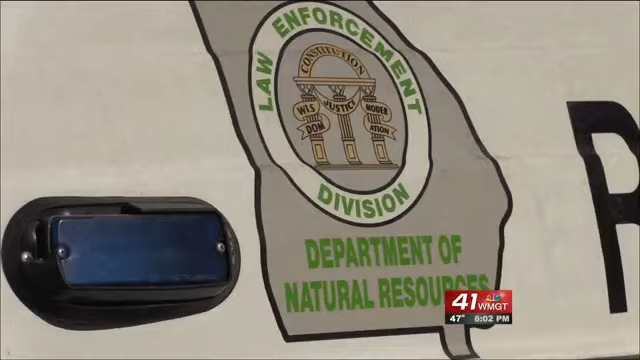 LAW ENFORCEMENT
CONSTITUTION
WIS
DOM
JUSTICE
MODER
ATION
DIVISION
DEPARTMENT OF
NATURAL RESOURCES
R
41 WMGT
47° 6:02 PM